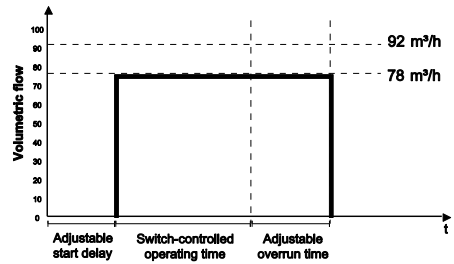 Volumetric flow
100
90
80
70
60
50
40
30
20
10
0
92 m³/h
78 m³/h
t
Adjustable
start delay
Switch-controlled
operating time
Adjustable
overrun time